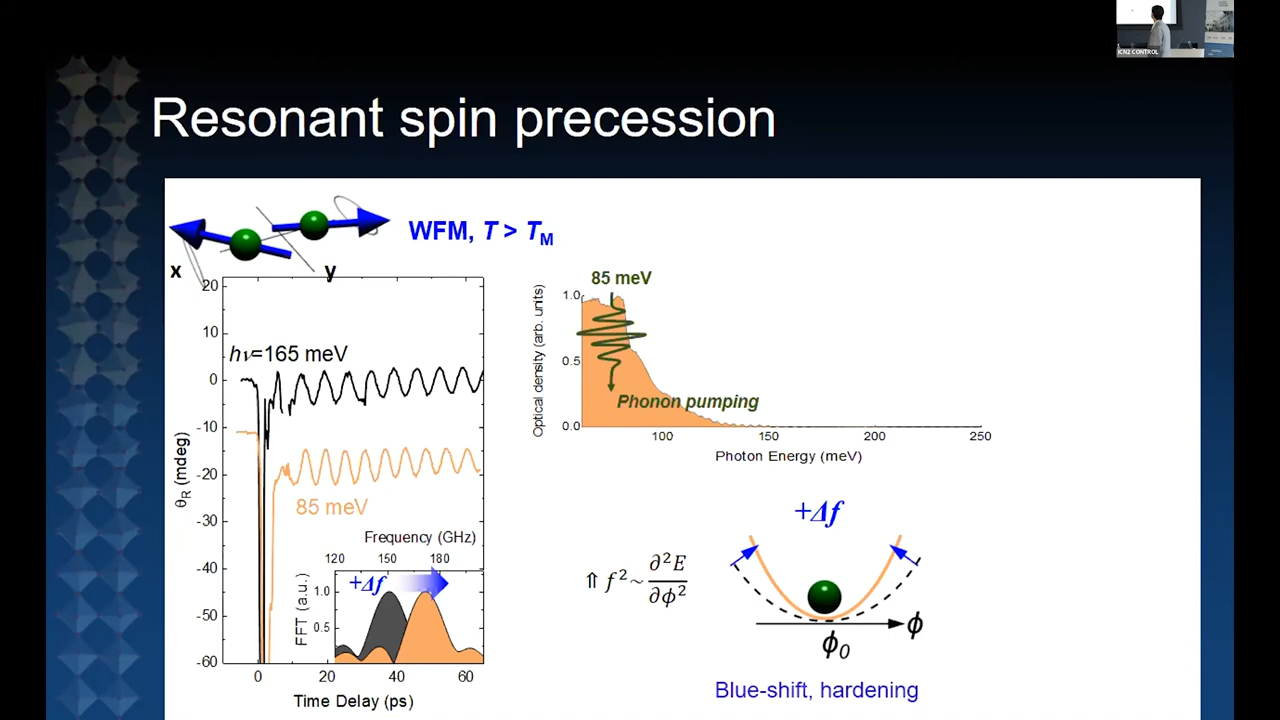 ICN2 CONTROL
Resonant spin precession
WFM, T > T_M
x
y
20
10
0
-10
-20
-30
-40
-50
-60
θ_R (mdeg)
hν=165 meV
85 meV
Frequency (GHz)
120 150 180
+Δf
FFT (a.u.)
1.0
0.5
0 20 40 60
Time Delay (ps)
85 meV
Optical density (arb. units)
1.0
0.5
0.0
Phonon pumping
100 150 200 250
Photon Energy (meV)
+Δf
⇑ f²~ ∂²E/∂ϕ²
ϕ
ϕ₀
Blue-shift, hardening